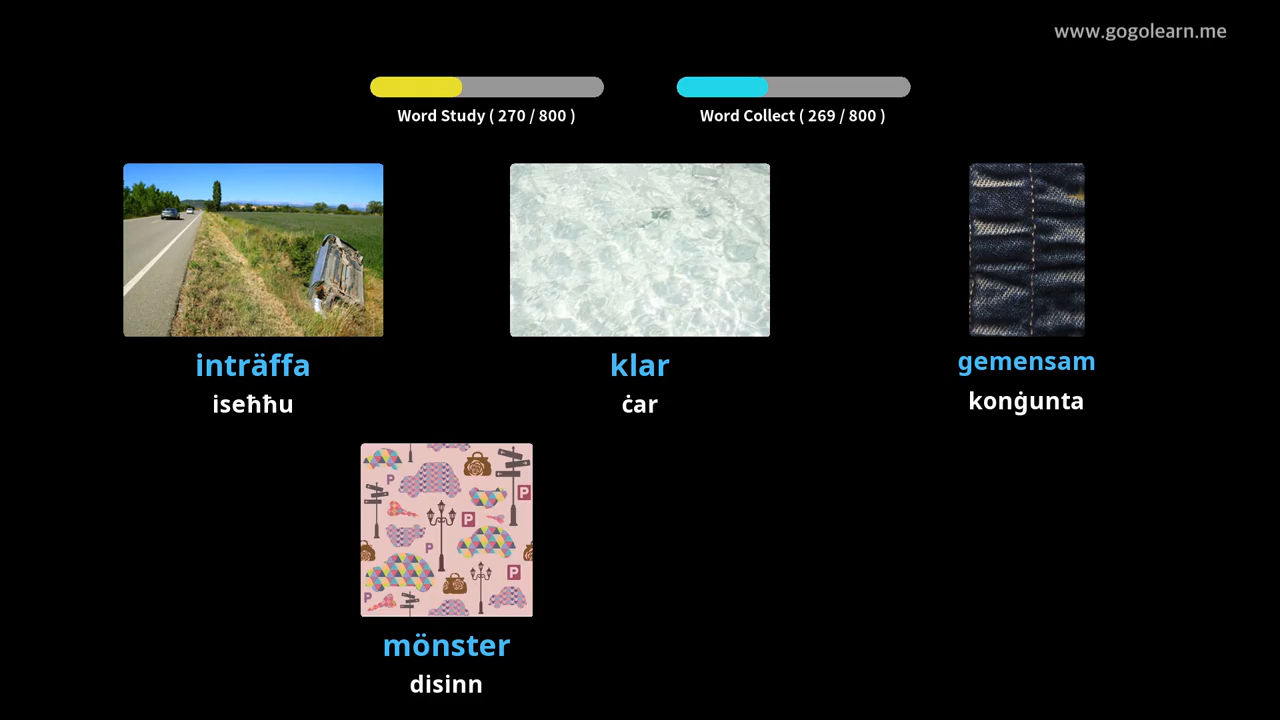 www.gogolearn.me
Word Study ( 270 / 800 )
Word Collect ( 269 / 800 )
inträffa
iseħħu
klar
ċar
gemensam
konġunta
P
P
P
P
P
P
mönster
disinn